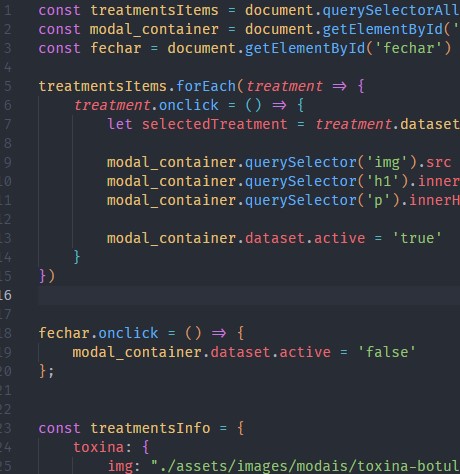 1 const treatmentsItems = document.querySelectorAll
2 const modal_container = document.getElementById('
3 const fechar = document.getElementById('fechar')
4
5 treatmentsItems.forEach(treatment => {
6 treatment.onclick = () => {
7 let selectedTreatment = treatment.dataset
8
9 modal_container.querySelector('img').src
10 modal_container.querySelector('h1').inner
11 modal_container.querySelector('p').innerH
12
13 modal_container.dataset.active = 'true'
14 }
15 })
16
17
18 fechar.onclick = () => {
19 modal_container.dataset.active = 'false'
20 };
21
22
23 const treatmentsInfo = {
24 toxina: {
25 img: "./assets/images/modais/toxina-botul